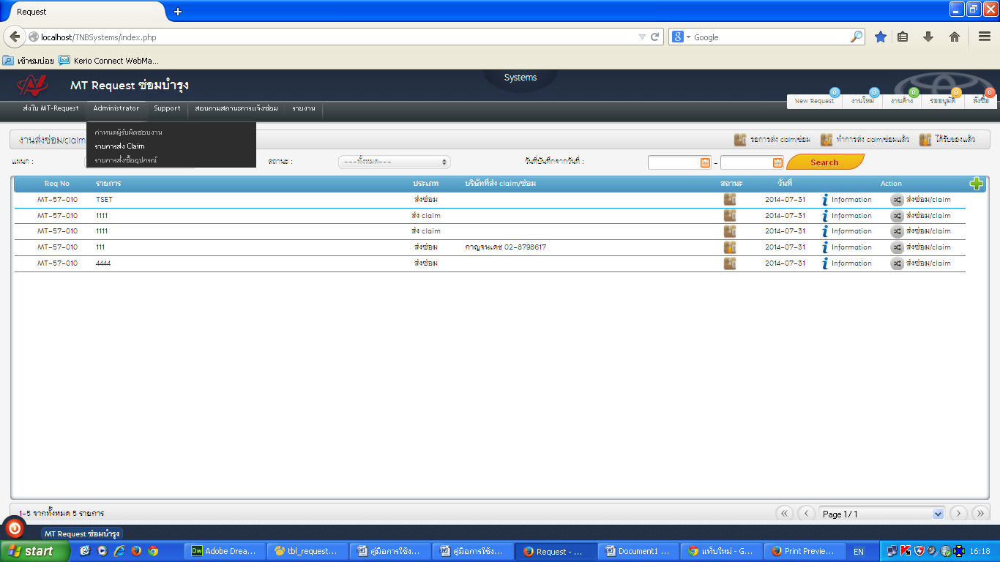 Request
localhost/TNBSystems/index.php
Google
เข้าชมบ่อย Kerio Connect WebMa...
MT Request ซ่อมบำรุง
Systems
0 0 0 0 0
New Request งานใหม่ งานค้าง รออนุมัติ สั่งซื้อ
ส่งใบ MT-Request Administrator Support สอบถามสถานะการแจ้งซ่อม รายงาน
กำหนดผู้รับผิดชอบงาน
รายการส่ง Claim
รายการสั่งซื้ออุปกรณ์
งานส่งซ่อม/claim รอการส่ง claim/ซ่อม ทำการส่ง claim/ซ่อมแล้ว ได้รับของแล้ว
แผนก : สถานะ : ---ทั้งหมด--- วันที่บันทึกจากวันที่ : - Search
Req No รายการ ประเภท บริษัทที่ส่ง claim/ซ่อม สถานะ วันที่ Action
MT-57-010 TSET ส่งซ่อม 2014-07-31 Information ส่งซ่อม/claim
MT-57-010 1111 ส่ง claim 2014-07-31 Information ส่งซ่อม/claim
MT-57-010 1111 ส่ง claim 2014-07-31 Information ส่งซ่อม/claim
MT-57-010 111 ส่งซ่อม กาญจนเดช 02-8798617 2014-07-31 Information ส่งซ่อม/claim
MT-57-010 4444 ส่งซ่อม 2014-07-31 Information ส่งซ่อม/claim
1-5 จากทั้งหมด 5 รายการ Page 1/1
MT Request ซ่อมบำรุง
start Adobe Drea... tbl_request... คู่มือการใช้ง... คู่มือการใช้ง... Request - ... Document1 ... แท็บใหม่ - G... Print Previe... EN 16:18